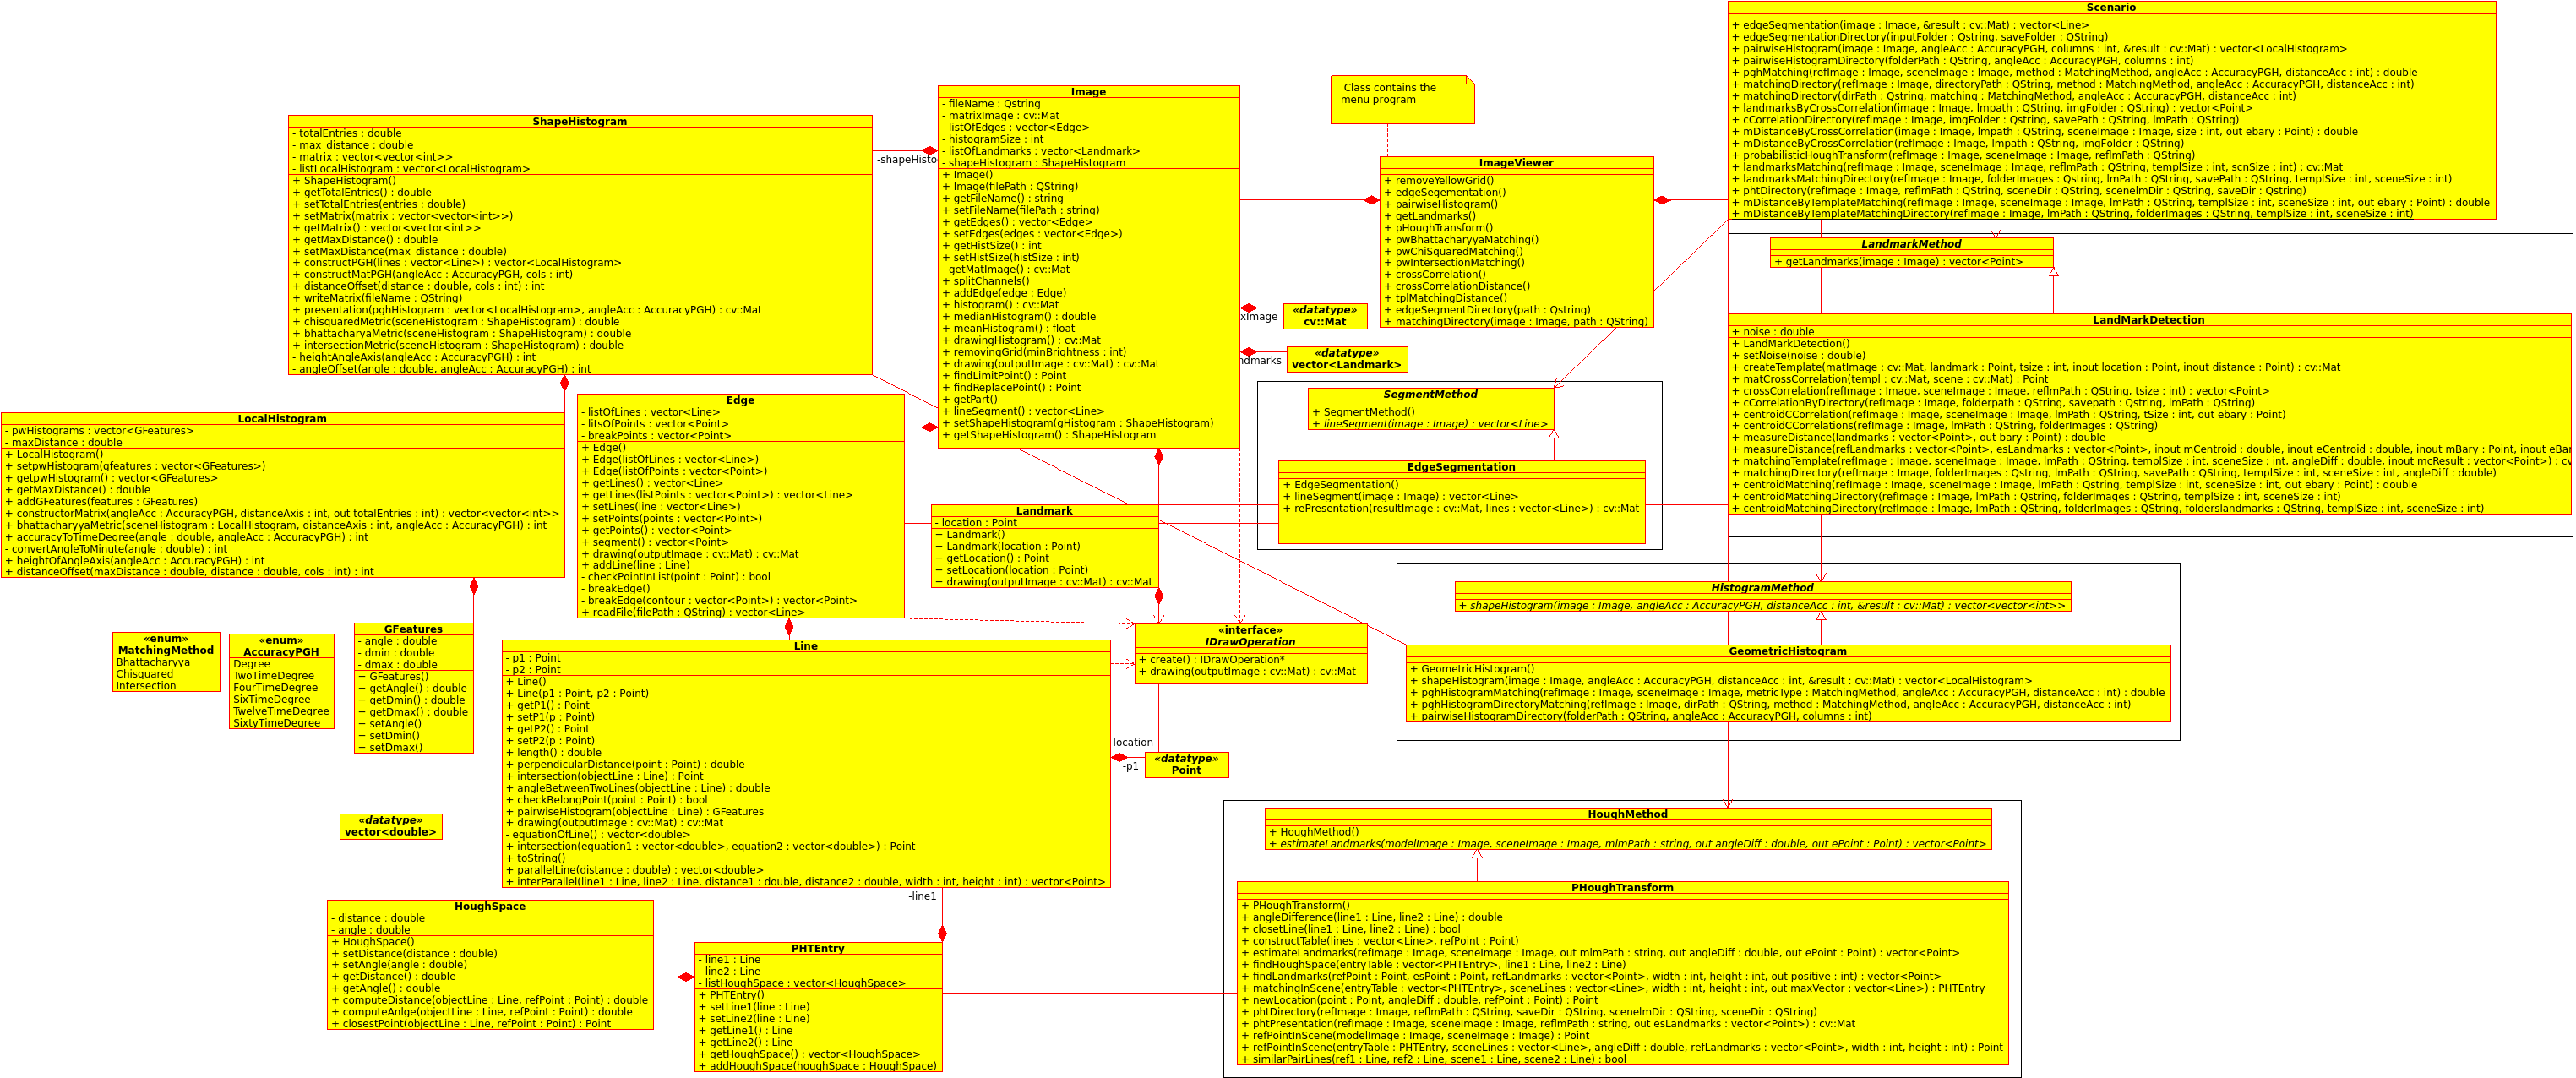 Scenario
+ edgeSegmentation(image : Image, &result : cv::Mat) : vector<Line>
+ edgeSegmentationDirectory(inputFolder : Qstring, saveFolder : QString)
+ pairwiseHistogram(image : Image, angleAcc : AccuracyPGH, columns : int, &result : cv::Mat) : vector<LocalHistogram>
+ pairwiseHistogramDirectory(folderPath : QString, angleAcc : AccuracyPGH, columns : int)
+ pghMatching(refImage : Image, sceneImage : Image, method : MatchingMethod, angleAcc : AccuracyPGH, distanceAcc : int) : double
+ matchingDirectory(refImage : Image, directoryPath : QString, method : MatchingMethod, angleAcc : AccuracyPGH, distanceAcc : int)
+ matchingDirectory(dirPath : Qstring, matching : MatchingMethod, angleAcc : AccuracyPGH, distanceAcc : int)
+ landmarksByCrossCorrelation(image : Image, lmpath : QString, imgFolder : QString) : vector<Point>
+ cCorrelationDirectory(refImage : Image, imgFolder : Qstring, savePath : QString, lmPath : QString)
+ mDistanceByCrossCorrelation(image : Image, lmpath : QString, sceneImage : Image, size : int, out ebary : Point) : double
+ mDistanceByCrossCorrelation(refImage : Image, lmpath : QString, imgFolder : QString)
+ probabilisticHoughTransform(refImage : Image, sceneImage : Image, reflmPath : QString)
+ landmarksMatching(refImage : Image, sceneImage : Image, reflmPath : QString, templSize : int, scnSize : int) : cv::Mat
+ landmarksMatchingDirectory(refImage : Image, folderImages : QString, lmPath : QString, savePath : QString, templSize : int, sceneSize : int)
+ phtDirectory(refImage : Image, reflmPath : QString, sceneDir : QString, scenelmDir : QString, saveDir : Qstring)
+ mDistanceByTemplateMatching(refImage : Image, sceneImage : Image, lmPath : QString, templSize : int, sceneSize : int, out ebary : Point) : double
+ mDistanceByTemplateMatchingDirectory(refImage : Image, lmPath : QString, folderImages : QString, templSize : int, sceneSize : int)
Class contains the
menu program
Image
- fileName : Qstring
- matrixImage : cv::Mat
- listOfEdges : vector<Edge>
- histogramSize : int
- listOfLandmarks : vector<Landmark>
- shapeHistogram : ShapeHistogram
+ Image()
+ Image(filePath : QString)
+ getFileName() : string
+ setFileName(filePath : string)
+ getEdges() : vector<Edge>
+ setEdges(edges : vector<Edge>)
+ getHistSize() : int
+ setHistSize(histSize : int)
- getMatImage() : cv::Mat
+ splitChannels()
+ addEdge(edge : Edge)
+ histogram() : cv::Mat
+ medianHistogram() : double
+ meanHistogram() : float
+ drawingHistogram() : cv::Mat
+ removingGrid(minBrightness : int)
+ drawing(outputImage : cv::Mat) : cv::Mat
+ findLimitPoint() : Point
+ findReplacePoint() : Point
+ getPart()
+ lineSegment() : vector<Line>
+ setShapeHistogram(gHistogram : ShapeHistogram)
+ getShapeHistogram() : ShapeHistogram
ShapeHistogram
- totalEntries : double
- max_distance : double
- matrix : vector<vector<int>>
- listLocalHistogram : vector<LocalHistogram>
+ ShapeHistogram()
+ getTotalEntries() : double
+ setTotalEntries(entries : double)
+ setMatrix(matrix : vector<vector<int>>)
+ getMatrix() : vector<vector<int>>
+ getMaxDistance() : double
+ setMaxDistance(max_distance : double)
+ constructPGH(lines : vector<Line>) : vector<LocalHistogram>
+ constructMatPGH(angleAcc : AccuracyPGH, cols : int)
+ distanceOffset(distance : double, cols : int) : int
+ writeMatrix(fileName : QString)
+ presentation(pghHistogram : vector<LocalHistogram>, angleAcc : AccuracyPGH) : cv::Mat
+ chisquaredMetric(sceneHistogram : ShapeHistogram) : double
+ bhattacharyaMetric(sceneHistogram : ShapeHistogram) : double
+ intersectionMetric(sceneHistogram : ShapeHistogram) : double
- heightAngleAxis(angleAcc : AccuracyPGH) : int
- angleOffset(angle : double, angleAcc : AccuracyPGH) : int
-shapeHisto
ImageViewer
+ removeYellowGrid()
+ edgeSegementation()
+ pairwiseHistogram()
+ getLandmarks()
+ pHoughTransform()
+ pwBhattacharyyaMatching()
+ pwChiSquaredMatching()
+ pwIntersectionMatching()
+ crossCorrelation()
+ crossCorrelationDistance()
+ tplMatchingDistance()
+ edgeSegmentDirectory(path : Qstring)
+ matchingDirectory(image : Image, path : QString)
LandmarkMethod
+ getLandmarks(image : Image) : vector<Point>
xImage
«datatype»
cv::Mat
ndmarks
«datatype»
vector<Landmark>
LandMarkDetection
+ noise : double
+ LandMarkDetection()
+ setNoise(noise : double)
+ createTemplate(matImage : cv::Mat, landmark : Point, tsize : int, inout location : Point, inout distance : Point) : cv::Mat
+ matCrossCorrelation(templ : cv::Mat, scene : cv::Mat) : Point
+ crossCorrelation(refImage : Image, sceneImage : Image, reflmPath : QString, tsize : int) : vector<Point>
+ cCorrelationByDirectory(refImage : Image, folderpath : QString, savepath : Qstring, lmPath : QString)
+ centroidCCorrelation(refImage : Image, sceneImage : Image, lmPath : QString, tSize : int, out ebary : Point)
+ centroidCCorrelations(refImage : Image, lmPath : QString, folderImages : QString)
+ measureDistance(landmarks : vector<Point>, out bary : Point) : double
+ measureDistance(refLandmarks : vector<Point>, esLandmarks : vector<Point>, inout mCentroid : double, inout eCentroid : double, inout mBary : Point, inout eBar
+ matchingTemplate(refImage : Image, sceneImage : Image, lmPath : QString, templSize : int, sceneSize : int, angleDiff : double, inout mcResult : vector<Point>) : cv
+ matchingDirectory(refImage : Image, folderImages : QString, lmPath : QString, savePath : QString, templSize : int, sceneSize : int, angleDiff : double)
+ centroidMatching(refImage : Image, sceneImage : Image, lmPath : QString, templSize : int, sceneSize : int, out ebary : Point) : double
+ centroidMatchingDirectory(refImage : Image, lmPath : QString, folderImages : QString, templSize : int, sceneSize : int)
+ centroidMatchingDirectory(refImage : Image, lmPath : QString, folderImages : QString, folderslandmarks : QString, templSize : int, sceneSize : int)
SegmentMethod
+ SegmentMethod()
+ lineSegment(image : Image) : vector<Line>
EdgeSegmentation
+ EdgeSegmentation()
+ lineSegment(image : Image) : vector<Line>
+ rePresentation(resultImage : cv::Mat, lines : vector<Line>) : cv::Mat
LocalHistogram
- pwHistograms : vector<GFeatures>
- maxDistance : double
+ LocalHistogram()
+ setpwHistogram(gfeatures : vector<GFeatures>)
+ getpwHistogram() : vector<GFeatures>
+ getMaxDistance() : double
+ addGFeatures(features : GFeatures)
+ constructorMatrix(angleAcc : AccuracyPGH, distanceAxis : int, out totalEntries : int) : vector<vector<int>>
+ bhattacharyyaMetric(sceneHistogram : LocalHistogram, distanceAxis : int, angleAcc : AccuracyPGH) : int
+ accuracyToTimeDegree(angle : double, angleAcc : AccuracyPGH) : int
- convertAngleToMinute(angle : double) : int
+ heightOfAngleAxis(angleAcc : AccuracyPGH) : int
+ distanceOffset(maxDistance : double, distance : double, cols : int) : int
Edge
- listOfLines : vector<Line>
- litsOfPoints : vector<Point>
- breakPoints : vector<Point>
+ Edge()
+ Edge(listOfLines : vector<Line>)
+ Edge(listOfPoints : vector<Point>)
+ getLines() : vector<Line>
+ getLines(listPoints : vector<Point>) : vector<Line>
+ setLines(line : vector<Line>)
+ setPoints(points : vector<Point>)
+ getPoints() : vector<Point>
+ segment() : vector<Point>
+ drawing(outputImage : cv::Mat) : cv::Mat
+ addLine(line : Line)
- checkPointInList(point : Point) : bool
- breakEdge()
- breakEdge(contour : vector<Point>) : vector<Point>
+ readFile(filePath : QString) : vector<Line>
Landmark
- location : Point
+ Landmark()
+ Landmark(location : Point)
+ getLocation() : Point
+ setLocation(location : Point)
+ drawing(outputImage : cv::Mat) : cv::Mat
HistogramMethod
+ shapeHistogram(image : Image, angleAcc : AccuracyPGH, distanceAcc : int, &result : cv::Mat) : vector<vector<int>>
GeometricHistogram
+ GeometricHistogram()
+ shapeHistogram(image : Image, angleAcc : AccuracyPGH, distanceAcc : int, &result : cv::Mat) : vector<LocalHistogram>
+ pghHistogramMatching(refImage : Image, sceneImage : Image, metricType : MatchingMethod, angleAcc : AccuracyPGH, distanceAcc : int) : double
+ pghHistogramDirectoryMatching(refImage : Image, dirPath : QString, method : MatchingMethod, angleAcc : AccuracyPGH, distanceAcc : int)
+ pairwiseHistogramDirectory(folderPath : QString, angleAcc : AccuracyPGH, columns : int)
«enum»
MatchingMethod
Bhattacharyya
Chisquared
Intersection
«enum»
AccuracyPGH
Degree
TwoTimeDegree
FourTimeDegree
SixTimeDegree
TwelveTimeDegree
SixtyTimeDegree
GFeatures
- angle : double
- dmin : double
- dmax : double
+ GFeatures()
+ getAngle() : double
+ getDmin() : double
+ getDmax() : double
+ setAngle()
+ setDmin()
+ setDmax()
«interface»
IDrawOperation
+ create() : IDrawOperation*
+ drawing(outputImage : cv::Mat) : cv::Mat
Line
- p1 : Point
- p2 : Point
+ Line()
+ Line(p1 : Point, p2 : Point)
+ getP1() : Point
+ setP1(p : Point)
+ getP2() : Point
+ setP2(p : Point)
+ length() : double
+ perpendicularDistance(point : Point) : double
+ intersection(objectLine : Line) : Point
+ angleBetweenTwoLines(objectLine : Line) : double
+ checkBelongPoint(point : Point) : bool
+ pairwiseHistogram(objectLine : Line) : GFeatures
+ drawing(outputImage : cv::Mat) : cv::Mat
- equationOfLine() : vector<double>
+ intersection(equation1 : vector<double>, equation2 : vector<double>) : Point
+ toString()
+ parallelLine(distance : double) : vector<double>
+ interParallel(line1 : Line, line2 : Line, distance1 : double, distance2 : double, width : int, height : int) : vector<Point>
-location
-p1
«datatype»
Point
«datatype»
vector<double>
-line1
HoughMethod
+ HoughMethod()
+ estimateLandmarks(modelImage : Image, sceneImage : Image, mlmPath : string, out angleDiff : double, out ePoint : Point) : vector<Point>
PHoughTransform
+ PHoughTransform()
+ angleDifference(line1 : Line, line2 : Line) : double
+ closetLine(line1 : Line, line2 : Line) : bool
+ constructTable(lines : vector<Line>, refPoint : Point)
+ estimateLandmarks(refImage : Image, sceneImage : Image, out mlmPath : string, out angleDiff : double, out ePoint : Point) : vector<Point>
+ findHoughSpace(entryTable : vector<PHTEntry>, line1 : Line, line2 : Line)
+ findLandmarks(refPoint : Point, esPoint : Point, refLandmarks : vector<Point>, width : int, height : int, out positive : int) : vector<Point>
+ matchingInScene(entryTable : vector<PHTEntry>, sceneLines : vector<Line>, width : int, height : int, out maxVector : vector<Line>) : PHTEntry
+ newLocation(point : Point, angleDiff : double, refPoint : Point) : Point
+ phtDirectory(refImage : Image, reflmPath : QString, saveDir : QString, scenelmDir : QString, sceneDir : QString)
+ phtPresentation(refImage : Image, sceneImage : Image, reflmPath : string, out esLandmarks : vector<Point>) : cv::Mat
+ refPointInScene(modelImage : Image, sceneImage : Image) : Point
+ refPointInScene(entryTable : PHTEntry, sceneLines : vector<Line>, angleDiff : double, refLandmarks : vector<Point>, width : int, height : int) : Point
+ similarPairLines(ref1 : Line, ref2 : Line, scene1 : Line, scene2 : Line) : bool
HoughSpace
- distance : double
- angle : double
+ HoughSpace()
+ setDistance(distance : double)
+ setAngle(angle : double)
+ getDistance() : double
+ getAngle() : double
+ computeDistance(objectLine : Line, refPoint : Point) : double
+ computeAnlge(objectLine : Line, refPoint : Point) : double
+ closestPoint(objectLine : Line, refPoint : Point) : Point
PHTEntry
- line1 : Line
- line2 : Line
- listHoughSpace : vector<HoughSpace>
+ PHTEntry()
+ setLine1(line : Line)
+ setLine2(line : Line)
+ getLine1() : Line
+ getLine2() : Line
+ getHoughSpace() : vector<HoughSpace>
+ addHoughSpace(houghSpace : HoughSpace)